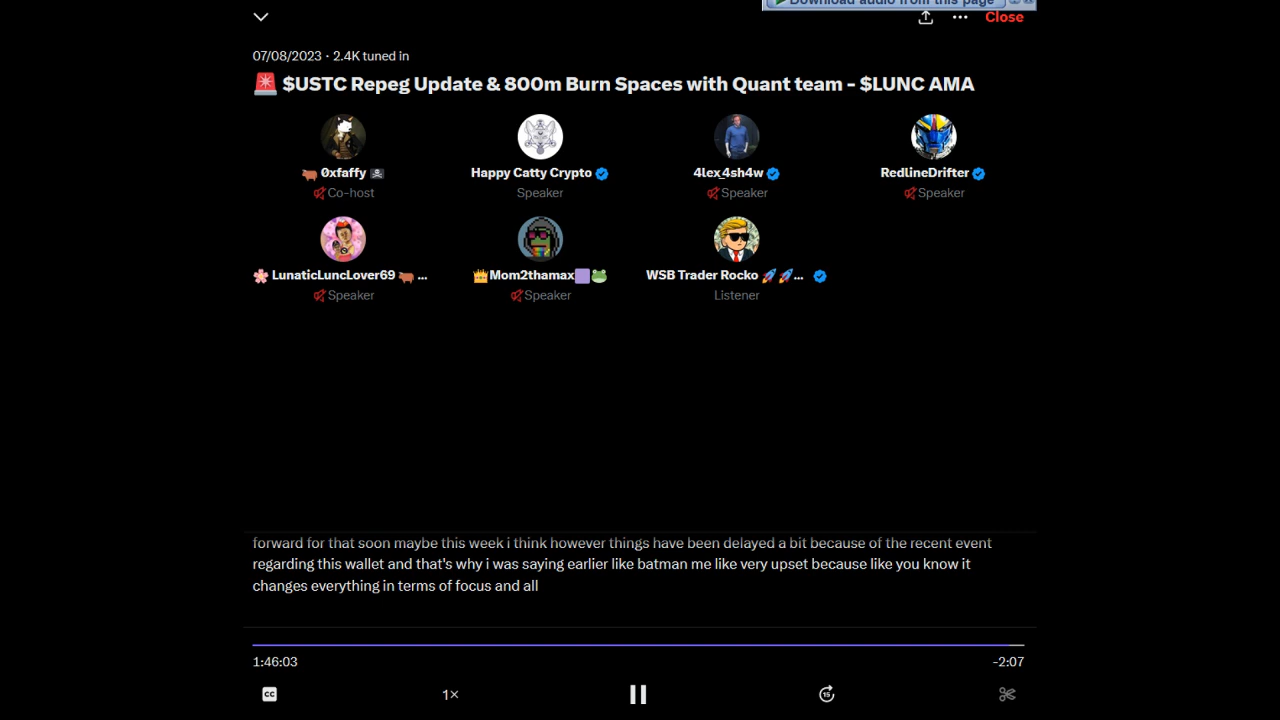 Download audio from this page
Close
07/08/2023 · 2.4K tuned in
🚨 $USTC Repeg Update & 800m Burn Spaces with Quant team - $LUNC AMA
🐂 0xfaffy ☠️ Happy Catty Crypto 4lex_4sh4w RedlineDrifter
Co-host Speaker Speaker Speaker
🌸 LunaticLuncLover69 🐂 ... 👑Mom2thamax🟪🐸 WSB Trader Rocko 🚀 🚀...
Speaker Speaker Listener
forward for that soon maybe this week i think however things have been delayed a bit because of the recent event
regarding this wallet and that's why i was saying earlier like batman me like very upset because like you know it
changes everything in terms of focus and all
1:46:03 -2:07
CC 1× 15